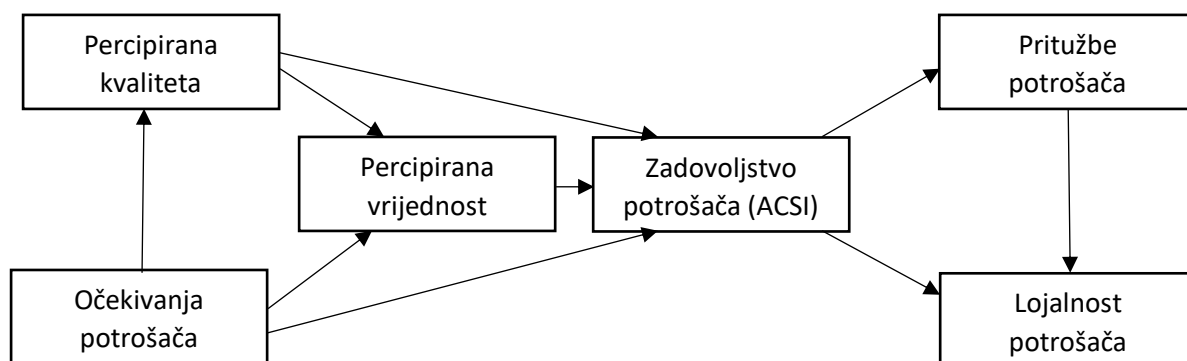 Percipirana
kvaliteta
Pritužbe
potrošača
Percipirana
vrijednost
Zadovoljstvo
potrošača (ACSI)
Očekivanja
potrošača
Lojalnost
potrošača